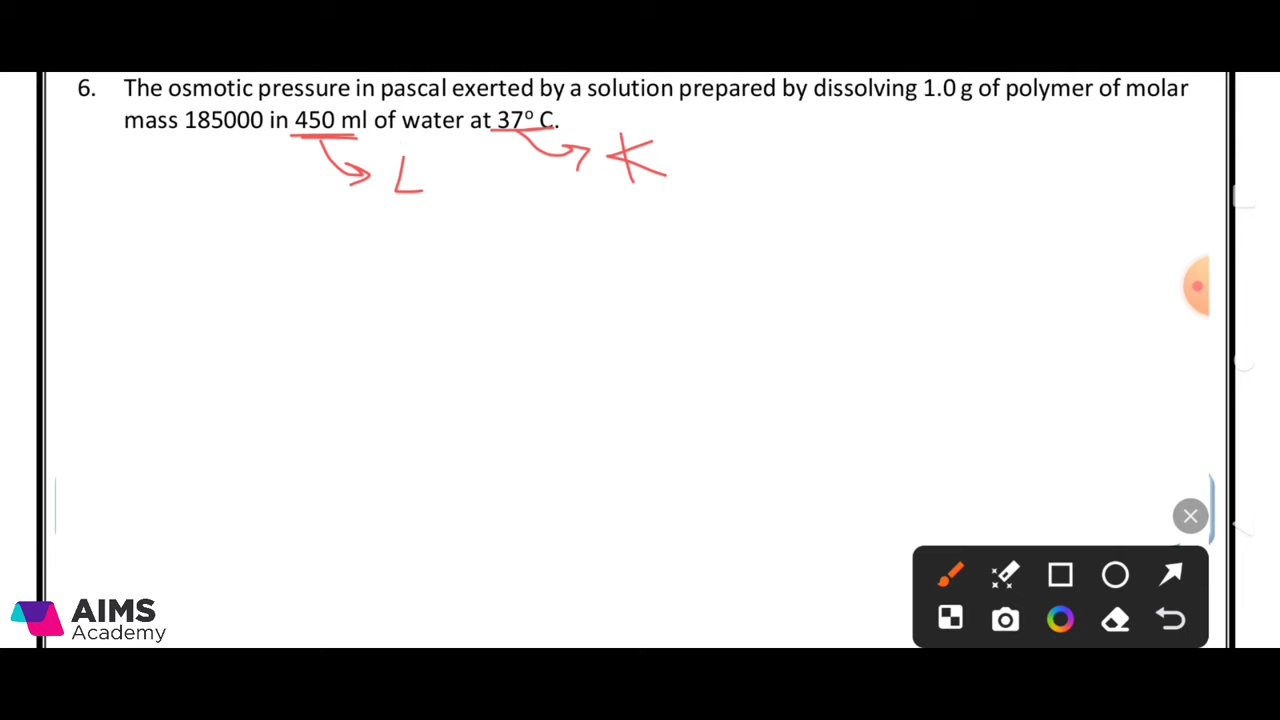 6. The osmotic pressure in pascal exerted by a solution prepared by dissolving 1.0 g of polymer of molar
mass 185000 in 450 ml of water at 37º C.
L
K
AIMS
Academy